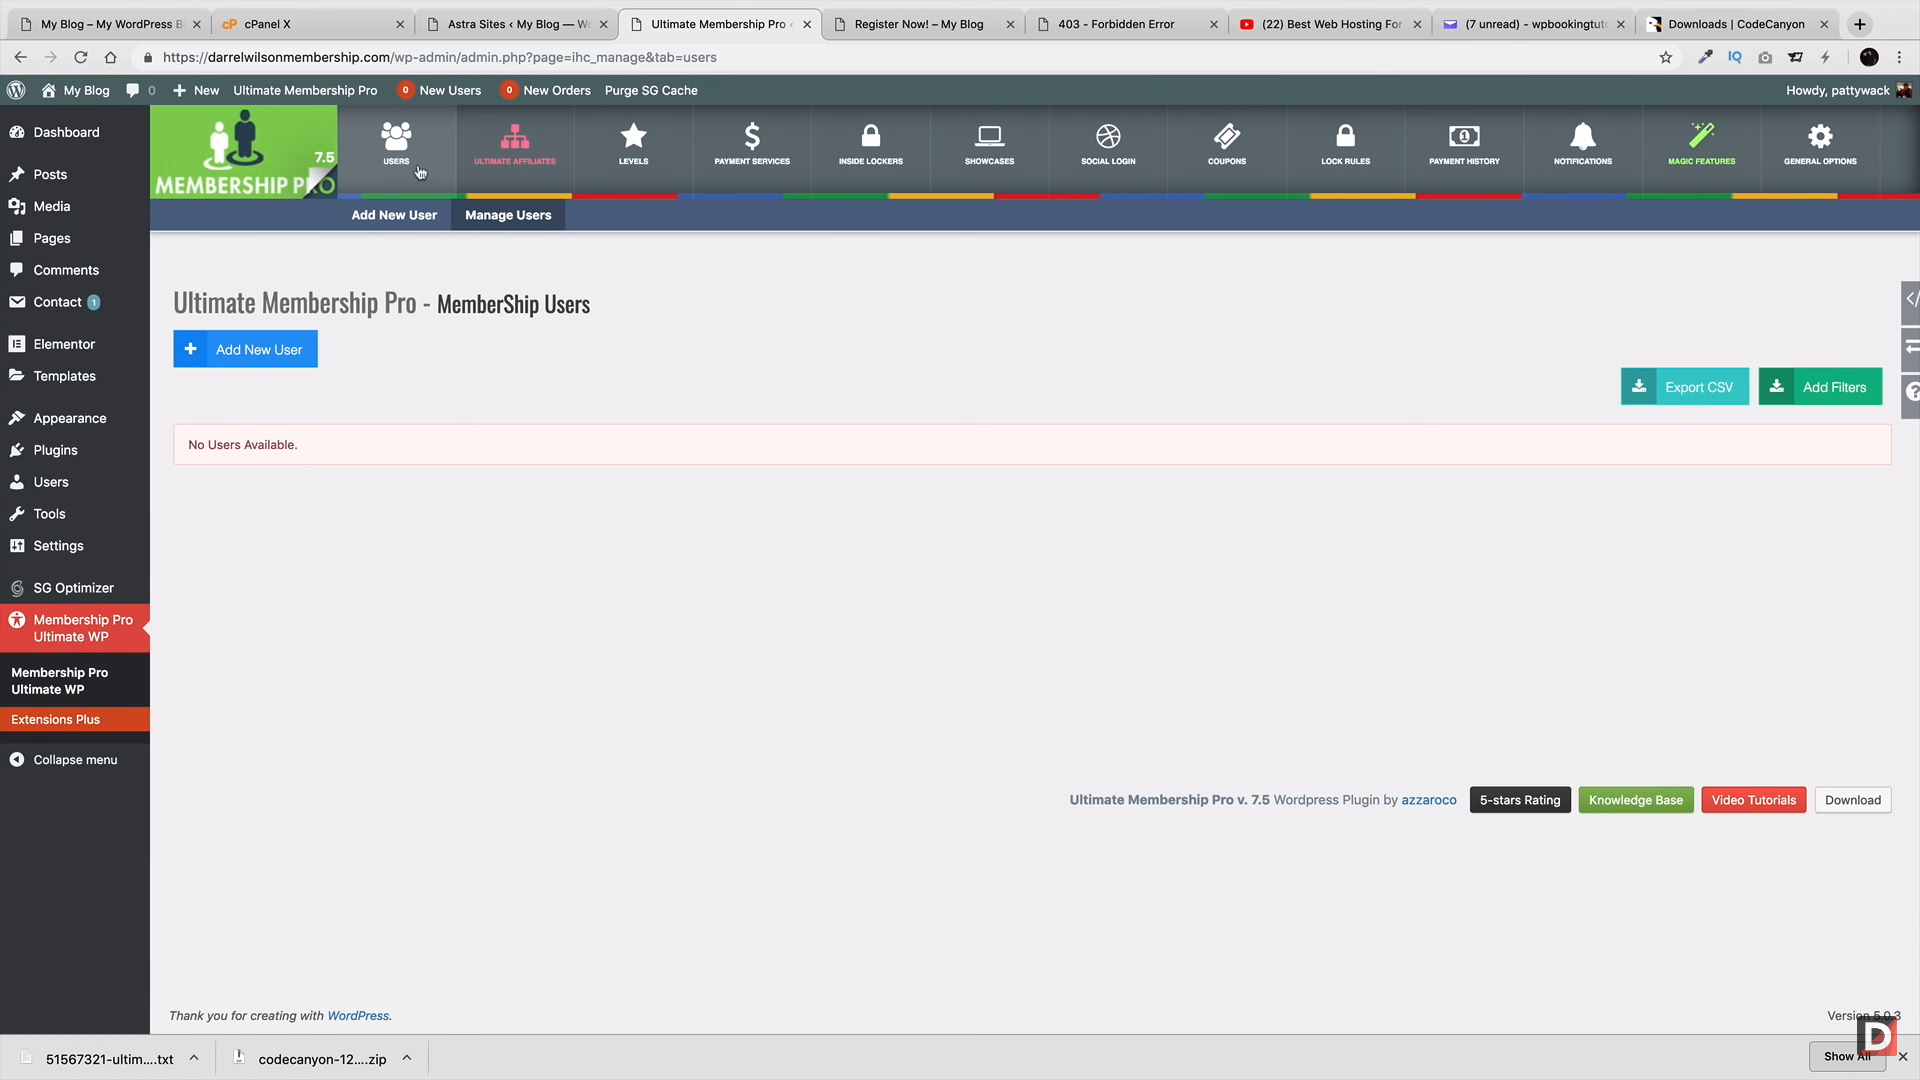 My Blog – My WordPress B
cPanel X
Astra Sites ‹ My Blog — Wo
Ultimate Membership Pro ‹
Register Now! – My Blog
403 - Forbidden Error
(22) Best Web Hosting For
(7 unread) - wpbookingtuto
Downloads | CodeCanyon
https://darrelwilsonmembership.com/wp-admin/admin.php?page=ihc_manage&tab=users
IQ
My Blog
0
New
Ultimate Membership Pro
0 New Users
0 New Orders
Purge SG Cache
Howdy, pattywack
7.5
MEMBERSHIP PRO
USERS
ULTIMATE AFFILIATES
LEVELS
PAYMENT SERVICES
INSIDE LOCKERS
SHOWCASES
SOCIAL LOGIN
COUPONS
LOCK RULES
PAYMENT HISTORY
NOTIFICATIONS
MAGIC FEATURES
GENERAL OPTIONS
Add New User
Manage Users
Dashboard
Posts
Media
Pages
Comments
Contact 1
Elementor
Templates
Appearance
Plugins
Users
Tools
Settings
SG Optimizer
Membership Pro
Ultimate WP
Membership Pro
Ultimate WP
Extensions Plus
Collapse menu
Ultimate Membership Pro - MemberShip Users
+ Add New User
Export CSV
Add Filters
No Users Available.
Ultimate Membership Pro v. 7.5 Wordpress Plugin by azzaroco
5-stars Rating
Knowledge Base
Video Tutorials
Download
Thank you for creating with WordPress.
Version 5.0.3
51567321-ultim....txt
codecanyon-12....zip
Show All
D